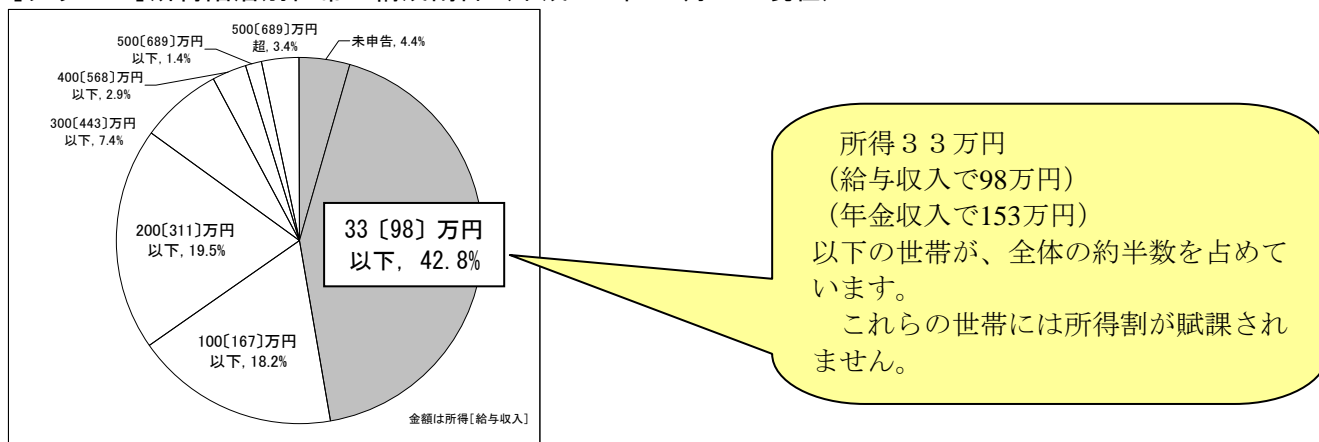 500〔689〕万円
超, 3.4%
500〔689〕万円
以下, 1.4%
未申告, 4.4%
400〔568〕万円
以下, 2.9%
300〔443〕万円
以下, 7.4%
200〔311〕万円
以下, 19.5%
33〔98〕万円
以下, 42.8%
100〔167〕万円
以下, 18.2%
金額は所得[給与収入]
所得33万円
（給与収入で98万円）
（年金収入で153万円）
以下の世帯が、全体の約半数を占めて
います。
これらの世帯には所得割が賦課され
ません。